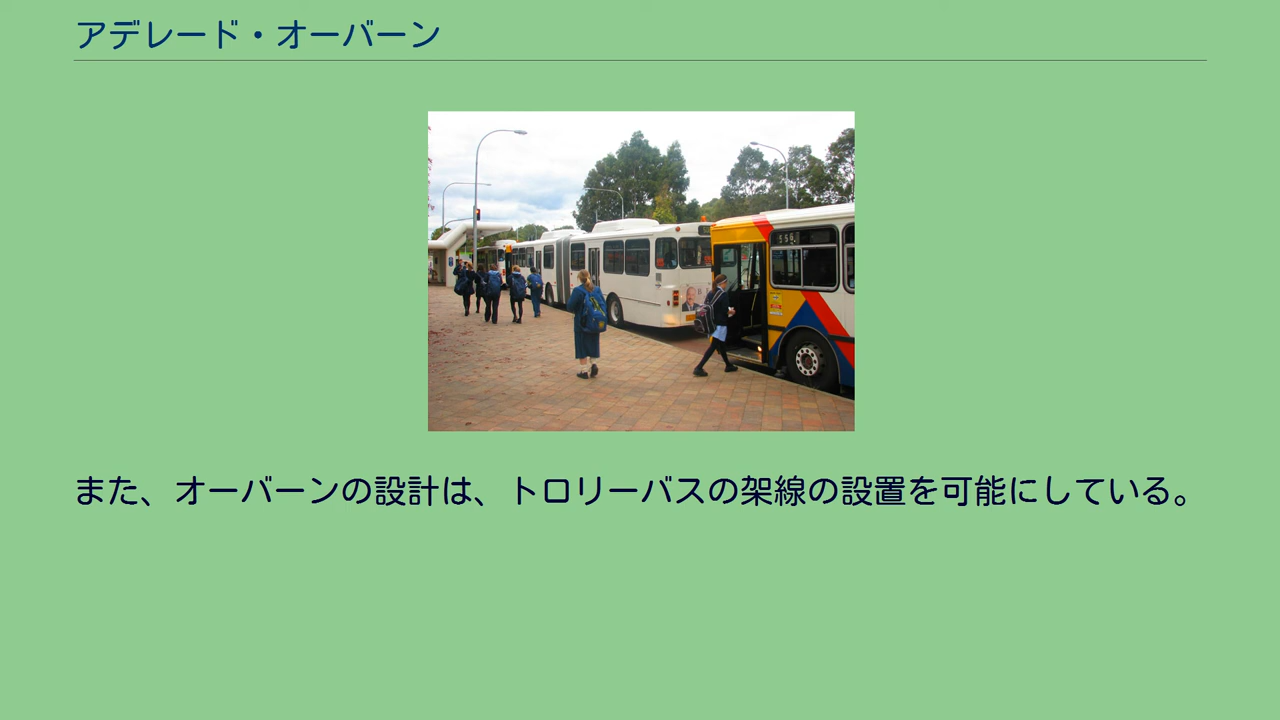 アデレード・オーバーン
また、オーバーンの設計は、トロリーバスの架線の設置を可能にしている。